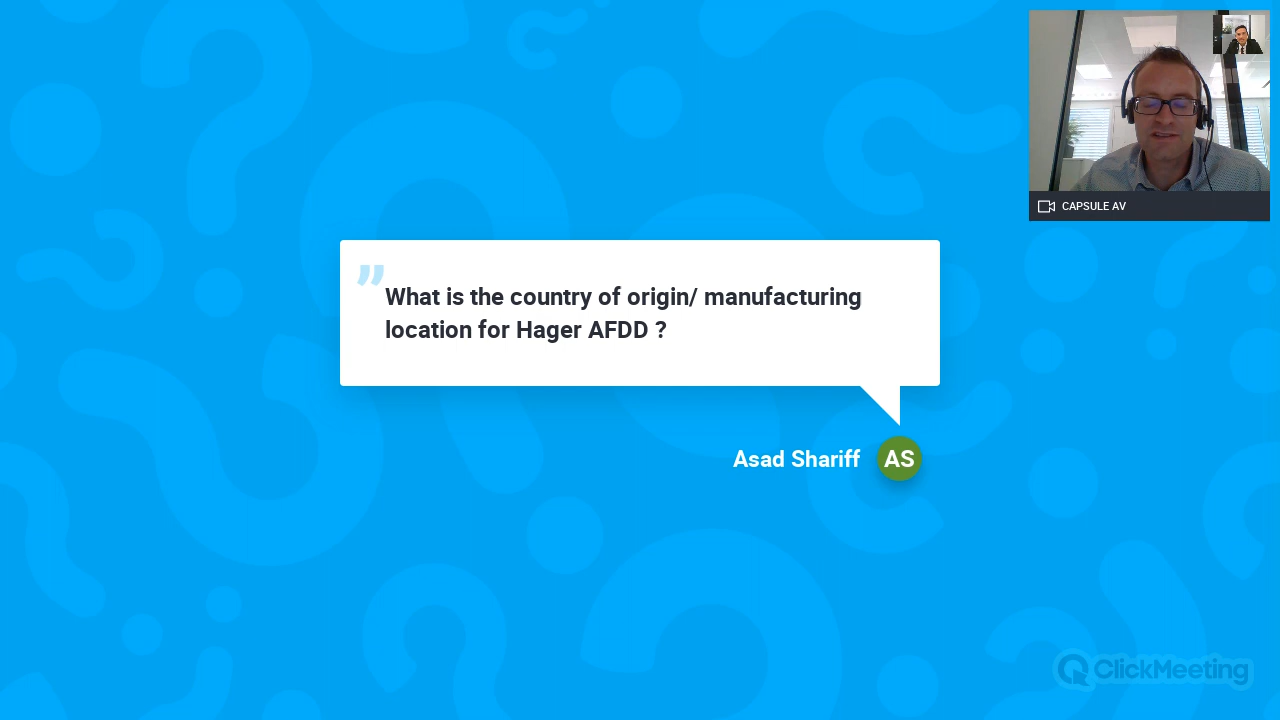 CAPSULE AV
" What is the country of origin/ manufacturing
location for Hager AFDD ?
Asad Shariff AS
ClickMeeting